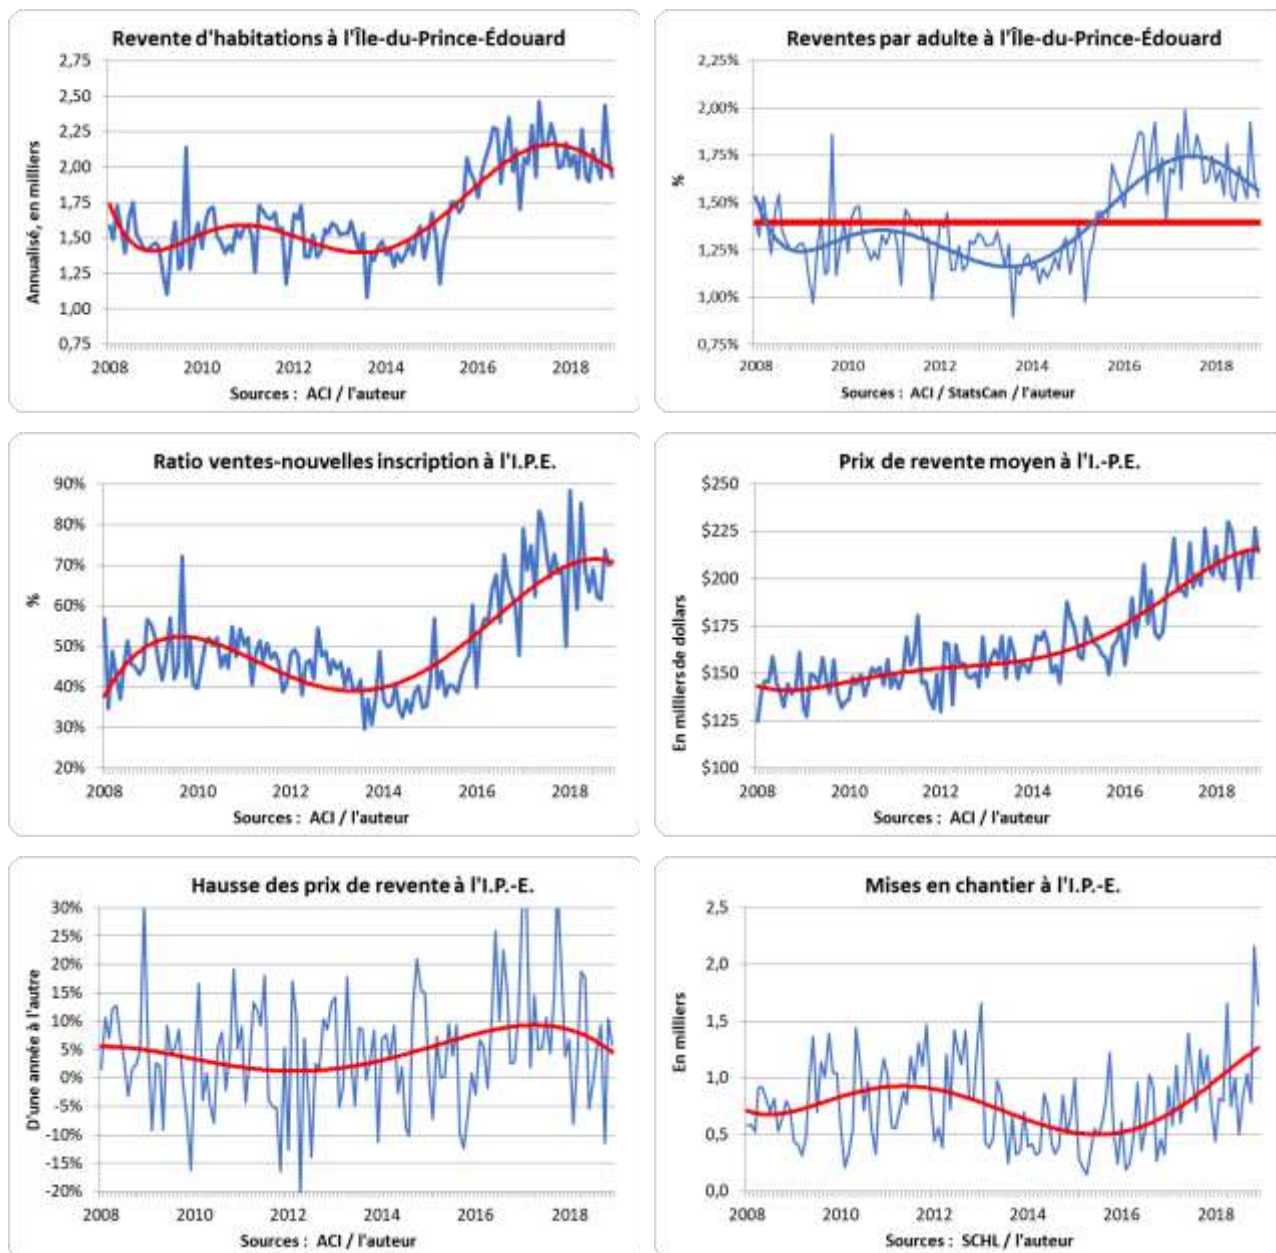 Revente d'habitations à l'Île-du-Prince-Édouard
Annualisé, en milliers
2,75
2,50
2,25
2,00
1,75
1,50
1,25
1,00
0,75
2008 2010 2012 2014 2016 2018
Sources : ACI / l'auteur
Reventes par adulte à l'Île-du-Prince-Édouard
%
2,25%
2,00%
1,75%
1,50%
1,25%
1,00%
0,75%
2008 2010 2012 2014 2016 2018
Sources : ACI / StatsCan / l'auteur
Ratio ventes-nouvelles inscription à l'I.P.E.
%
90%
80%
70%
60%
50%
40%
30%
20%
2008 2010 2012 2014 2016 2018
Sources : ACI / l'auteur
Prix de revente moyen à l'I.-P.E.
En milliers de dollars
$250
$225
$200
$175
$150
$125
$100
2008 2010 2012 2014 2016 2018
Sources : ACI / l'auteur
Hausse des prix de revente à l'I.P.-E.
D'une année à l'autre
30%
25%
20%
15%
10%
5%
0%
-5%
-10%
-15%
-20%
2008 2010 2012 2014 2016 2018
Sources : ACI / l'auteur
Mises en chantier à l'I.P.-E.
En milliers
2,5
2,0
1,5
1,0
0,5
0,0
2008 2010 2012 2014 2016 2018
Sources : SCHL / l'auteur